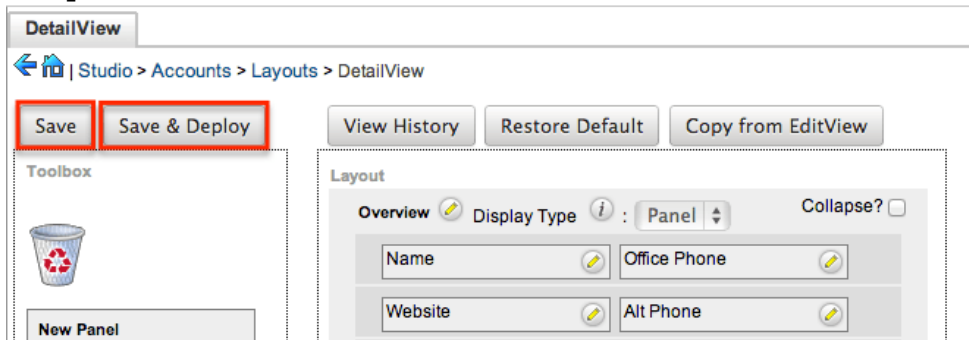 DetailView
| Studio > Accounts > Layouts > DetailView
Save Save & Deploy View History Restore Default Copy from EditView
Toolbox
Layout
Overview Display Type i : Panel Collapse?
Name Office Phone
Website Alt Phone
New Panel